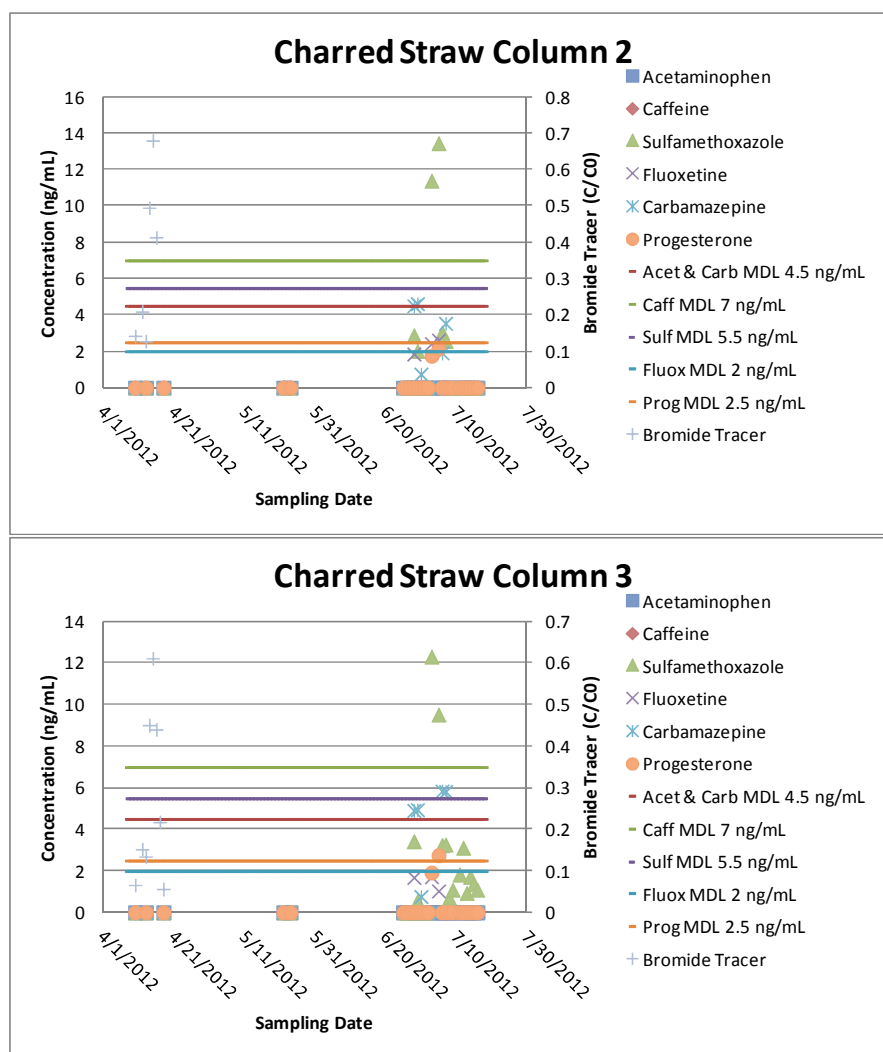 Charred Straw Column 2
Concentration (ng/mL)
16
14
12
10
8
6
4
2
0
0.8
0.7
0.6
0.5
0.4
0.3
0.2
0.1
0
Bromide Tracer (C/C0)
4/1/2012
4/21/2012
5/11/2012
5/31/2012
6/20/2012
7/10/2012
7/30/2012
Sampling Date
Acetaminophen
Caffeine
Sulfamethoxazole
Fluoxetine
Carbamazepine
Progesterone
Acet & Carb MDL 4.5 ng/mL
Caff MDL 7 ng/mL
Sulf MDL 5.5 ng/mL
Fluox MDL 2 ng/mL
Prog MDL 2.5 ng/mL
Bromide Tracer
Charred Straw Column 3
Concentration (ng/mL)
14
12
10
8
6
4
2
0
0.7
0.6
0.5
0.4
0.3
0.2
0.1
0
Bromide Tracer (C/C0)
4/1/2012
4/21/2012
5/11/2012
5/31/2012
6/20/2012
7/10/2012
7/30/2012
Sampling Date
Acetaminophen
Caffeine
Sulfamethoxazole
Fluoxetine
Carbamazepine
Progesterone
Acet & Carb MDL 4.5 ng/mL
Caff MDL 7 ng/mL
Sulf MDL 5.5 ng/mL
Fluox MDL 2 ng/mL
Prog MDL 2.5 ng/mL
Bromide Tracer